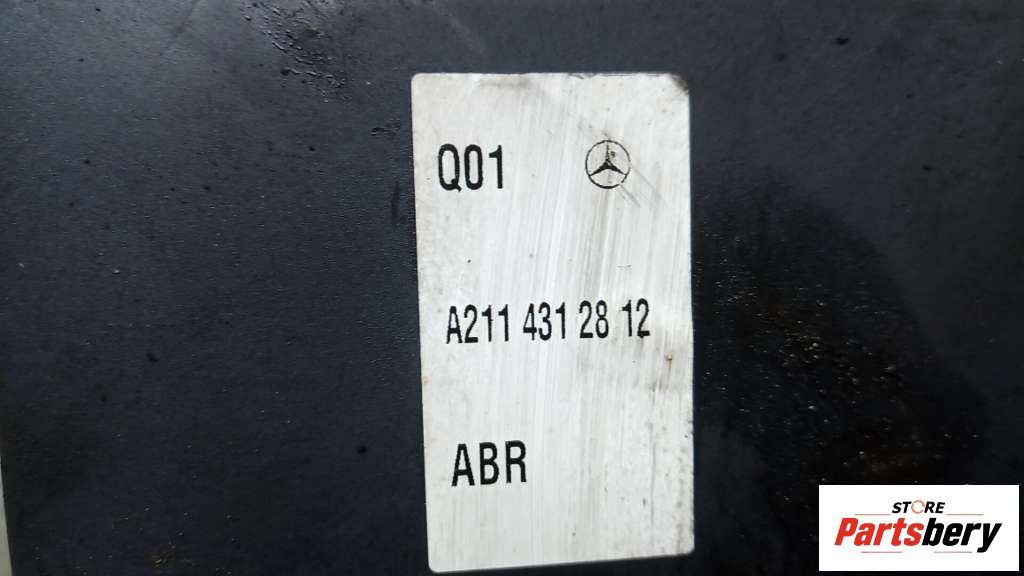 Q01
A211 431 28 12
ABR
STORE
Partsbery